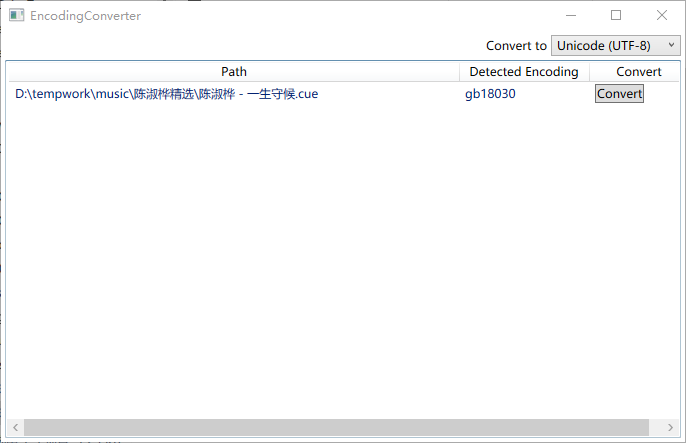 EncodingConverter
Convert to Unicode (UTF-8)
Path Detected Encoding Convert
D:\tempwork\music\陈淑桦精选\陈淑桦 - 一生守候.cue gb18030 Convert